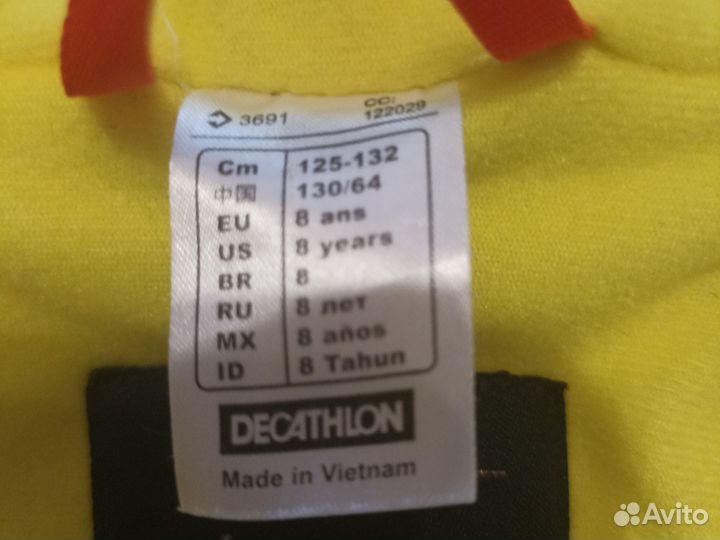 3691
CC:
122029
Cm 125-132
中国 130/64
EU 8 ans
US 8 years
BR 8
RU 8 лет
MX 8 años
ID 8 Tahun
DECATHLON
Made in Vietnam
Avito